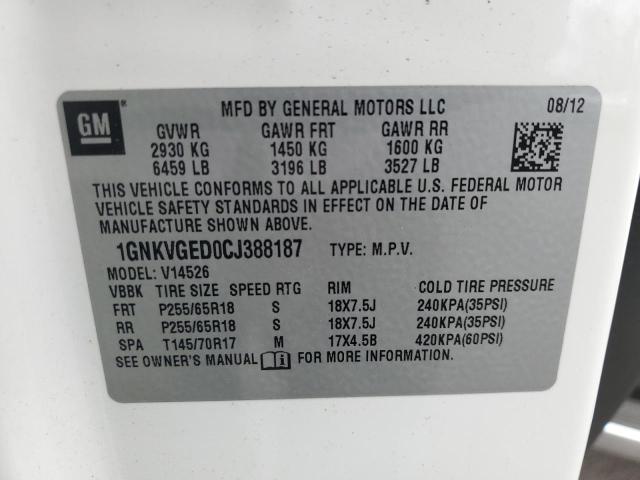 GM
MFD BY GENERAL MOTORS LLC 08/12
GVWR GAWR FRT GAWR RR
2930 KG 1450 KG 1600 KG
6459 LB 3196 LB 3527 LB
THIS VEHICLE CONFORMS TO ALL APPLICABLE U.S. FEDERAL MOTOR
VEHICLE SAFETY STANDARDS IN EFFECT ON THE DATE OF
MANUFACTURE SHOWN ABOVE.
1GNKVGED0CJ388187 TYPE: M.P.V.
MODEL: V14526
VBBK TIRE SIZE SPEED RTG RIM COLD TIRE PRESSURE
FRT P255/65R18 S 18X7.5J 240KPA(35PSI)
RR P255/65R18 S 18X7.5J 240KPA(35PSI)
SPA T145/70R17 M 17X4.5B 420KPA(60PSI)
SEE OWNER'S MANUAL FOR MORE INFORMATION.